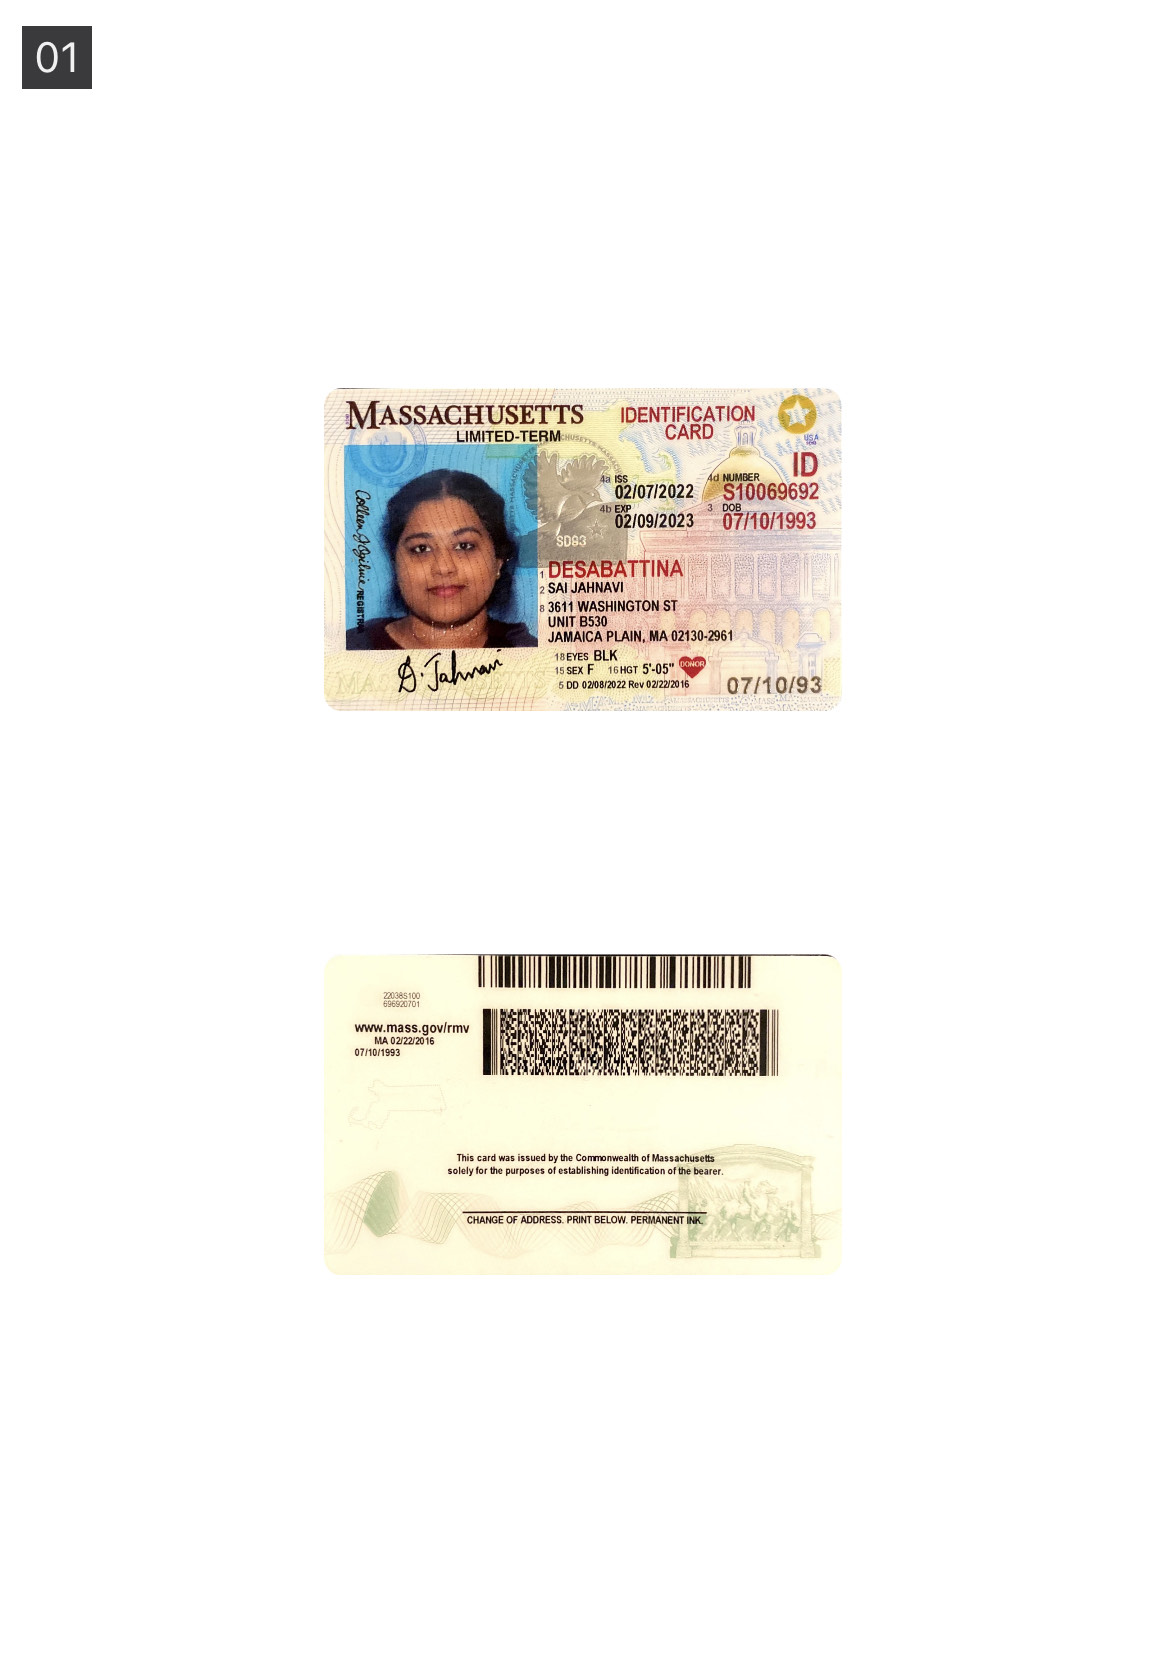 01
MASSACHUSETTS
LIMITED-TERM
IDENTIFICATION
CARD
USA
ID
4a ISS
02/07/2022
4d NUMBER
S10069692
4b EXP
02/09/2023
3 DOB
07/10/1993
SD93
1 DESABATTINA
2 SAI JAHNAVI
8 3611 WASHINGTON ST
UNIT B530
JAMAICA PLAIN, MA 02130-2961
18 EYES BLK
15 SEX F 16 HGT 5'-05" DONOR
5 DD 02/08/2022 Rev 02/22/2016
07/10/93
REGISTRAR
D. Jahnavi
220385100
696920701
www.mass.gov/rmv
MA 02/22/2016
07/10/1993
This card was issued by the Commonwealth of Massachusetts
solely for the purposes of establishing identification of the bearer.
CHANGE OF ADDRESS. PRINT BELOW. PERMANENT INK.